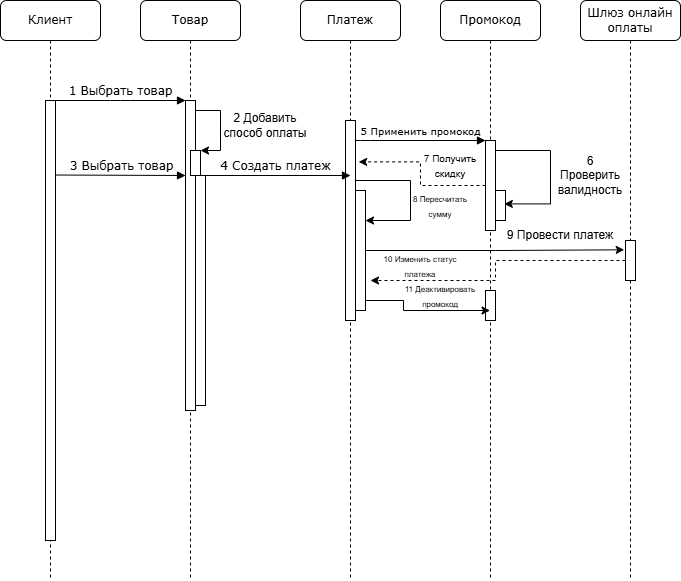 Клиент
Товар
Платеж
Промокод
Шлюз онлайн
оплаты
1 Выбрать товар
2 Добавить
способ оплаты
3 Выбрать товар
4 Создать платеж
5 Применить промокод
6
Проверить
валидность
7 Получить
скидку
8 Пересчитать
сумму
9 Провести платеж
10 Изменить статус
платежа
11 Деактивировать
промокод